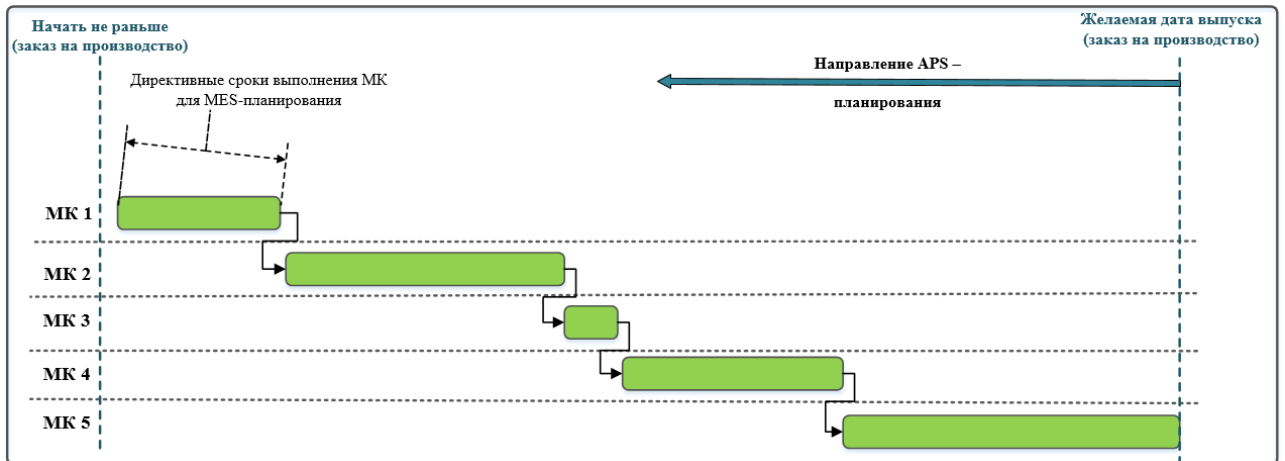 Начать не раньше
(заказ на производство)
Желаемая дата выпуска
(заказ на производство)
Директивные сроки выполнения МК
для MES-планирования
Направление APS –
планирования
МК 1
МК 2
МК 3
МК 4
МК 5